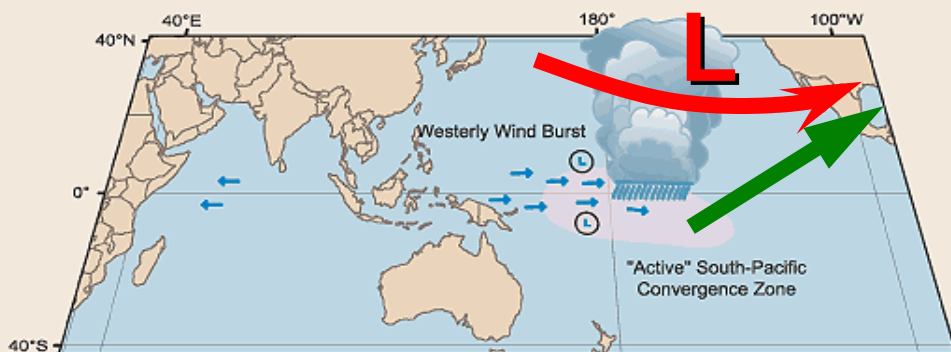 40°E
180°
100°W
40°N
L
Westerly Wind Burst
L
0°
L
"Active" South-Pacific
Convergence Zone
40°S